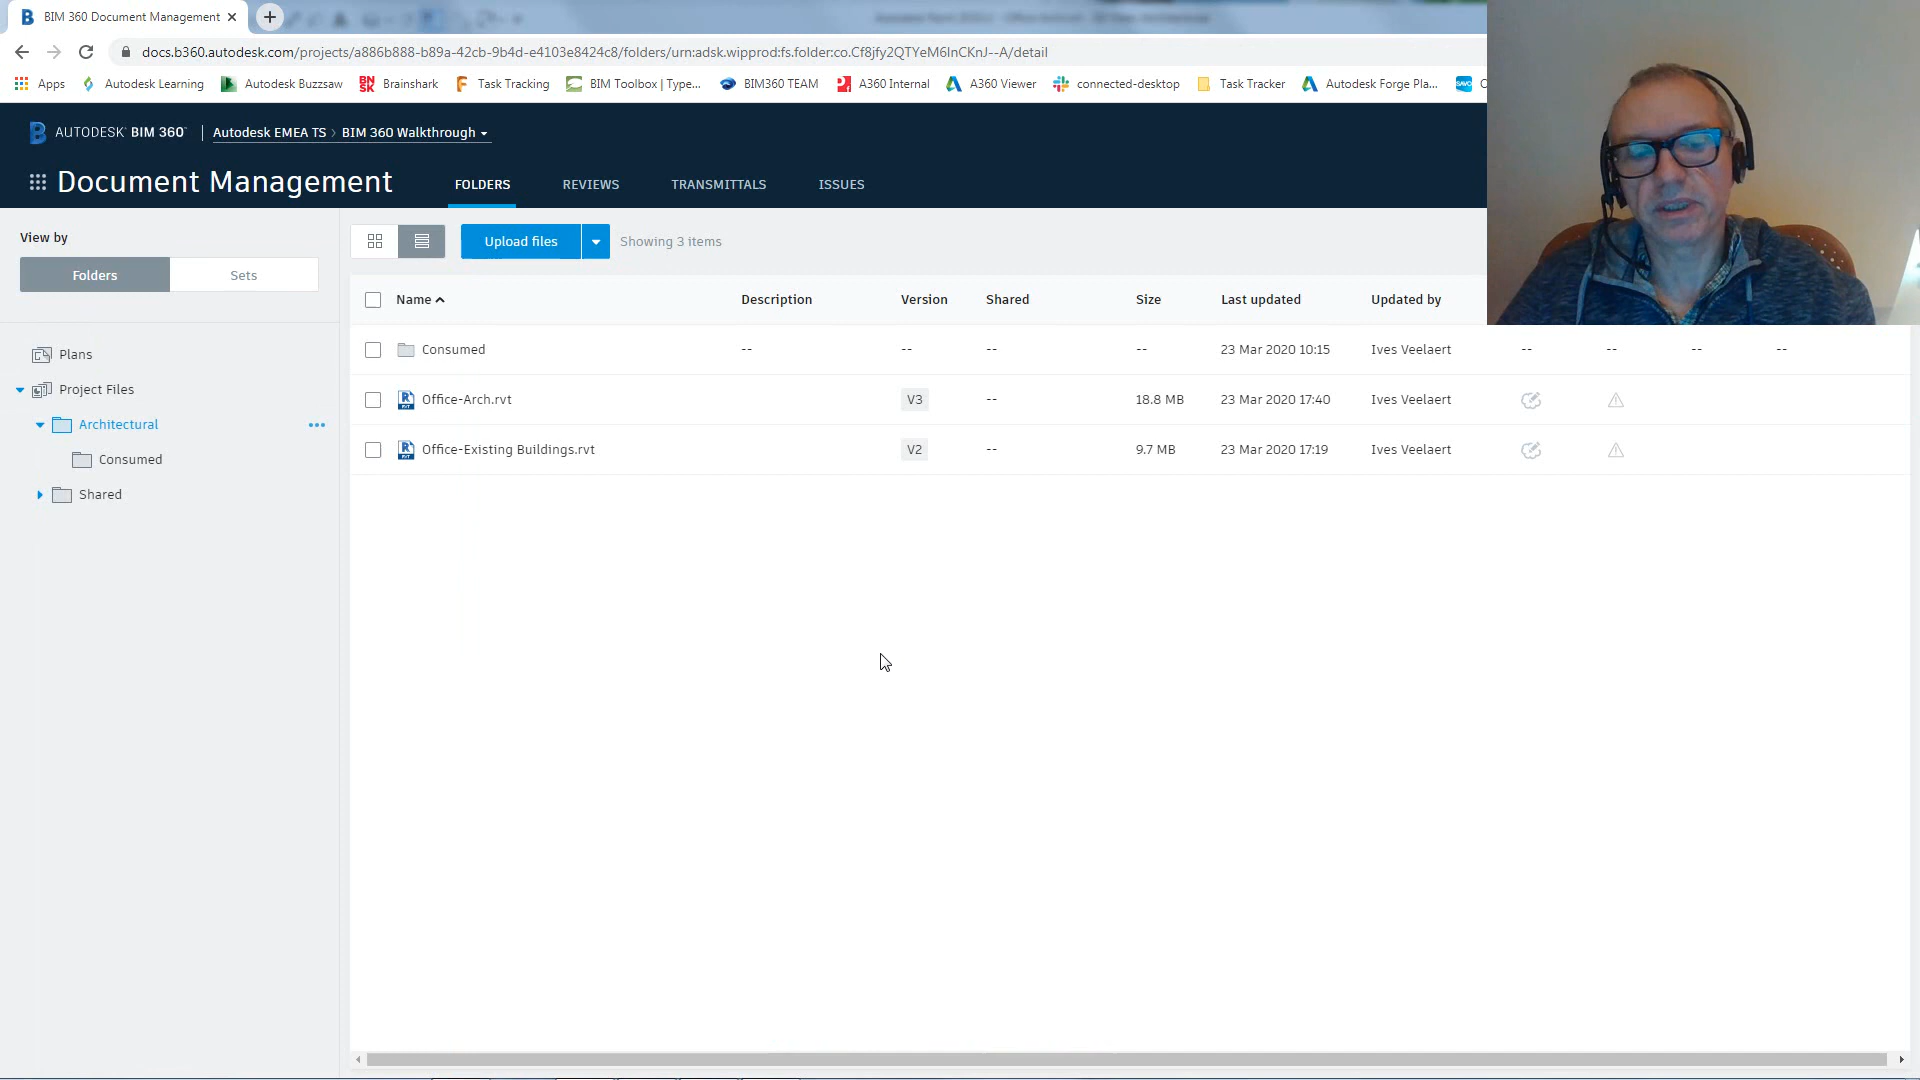 BIM 360 Document Management
docs.b360.autodesk.com/projects/a886b888-b89a-42cb-9b4d-e4103e8424c8/folders/urn:adsk.wipprod:fs.folder:co.Cf8jfy2QTYeM6InCKnJ--A/detail
Apps Autodesk Learning Autodesk Buzzsaw Brainshark Task Tracking BIM Toolbox | Type... BIM360 TEAM A360 Internal A360 Viewer connected-desktop Task Tracker Autodesk Forge Pla...
AUTODESK® BIM 360™ | Autodesk EMEA TS > BIM 360 Walkthrough
Document Management FOLDERS REVIEWS TRANSMITTALS ISSUES
View by
Folders Sets
Plans
Project Files
Architectural
Consumed
Shared
Upload files Showing 3 items
Name Description Version Shared Size Last updated Updated by
Consumed -- -- -- -- 23 Mar 2020 10:15 Ives Veelaert -- -- -- --
Office-Arch.rvt V3 -- 18.8 MB 23 Mar 2020 17:40 Ives Veelaert
Office-Existing Buildings.rvt V2 -- 9.7 MB 23 Mar 2020 17:19 Ives Veelaert